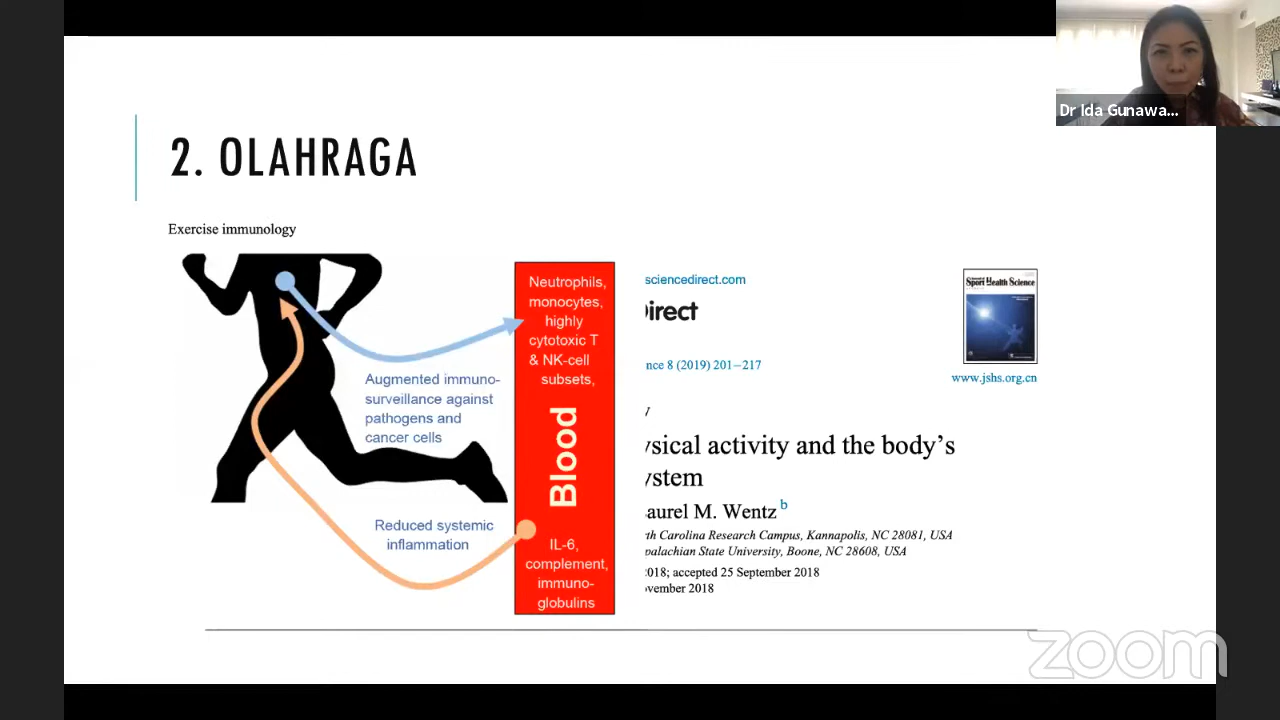 Dr Ida Gunawa...
2. OLAHRAGA
Exercise immunology
Neutrophils,
monocytes,
highly
cytotoxic T
& NK-cell
subsets,
Blood
IL-6,
complement,
immuno-
globulins
Augmented immuno-
surveillance against
pathogens and
cancer cells
Reduced systemic
inflammation
sciencedirect.com
irect
nce 8 (2019) 201–217
Sport Health Science
www.jshs.org.cn
y
ysical activity and the body's
ystem
aurel M. Wentz b
th Carolina Research Campus, Kannapolis, NC 28081, USA
palachian State University, Boone, NC 28608, USA
2018; accepted 25 September 2018
vember 2018
zoom